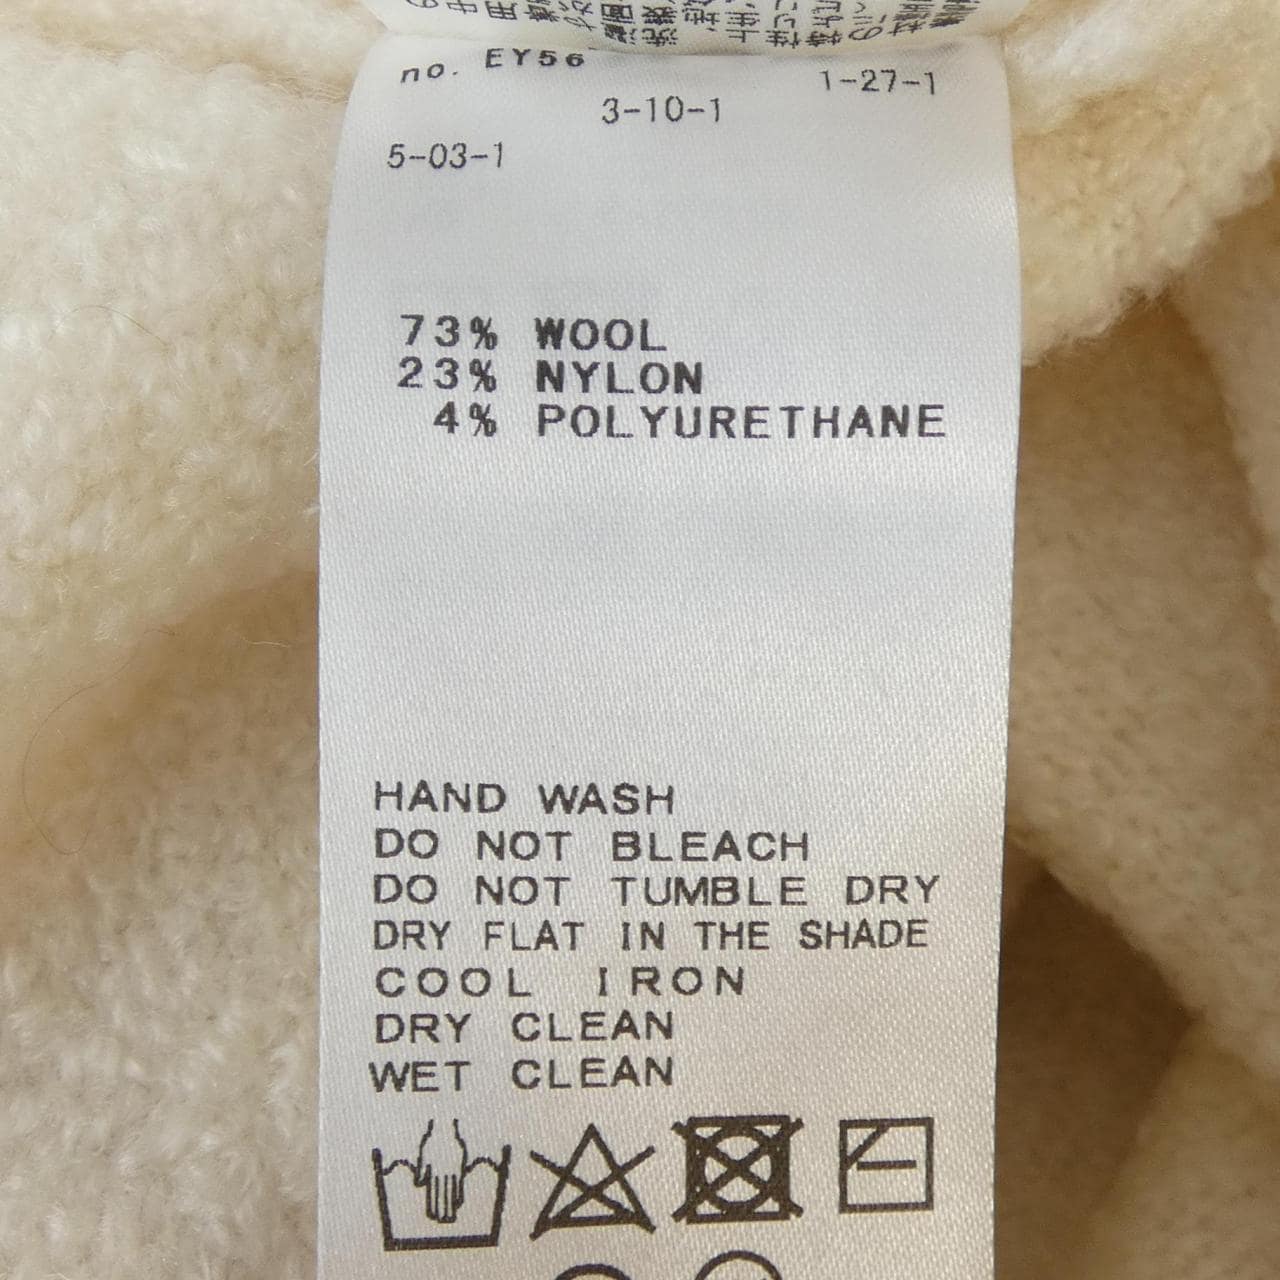 no. EY56
1-27-1
3-10-1
5-03-1
73% WOOL
23% NYLON
4% POLYURETHANE
HAND WASH
DO NOT BLEACH
DO NOT TUMBLE DRY
DRY FLAT IN THE SHADE
COOL IRON
DRY CLEAN
WET CLEAN